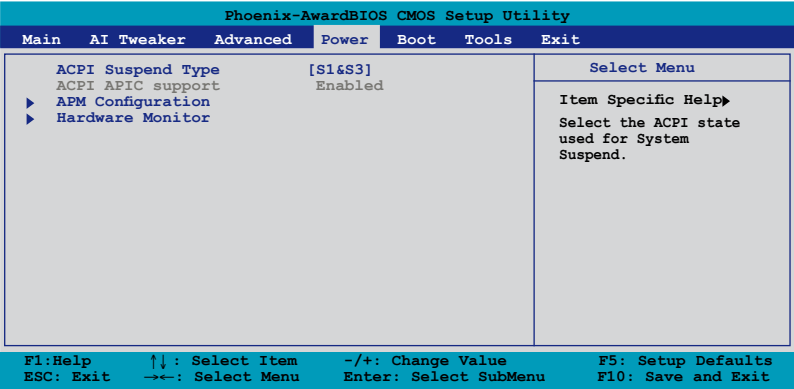 Phoenix-AwardBIOS CMOS Setup Utility
Main AI Tweaker Advanced Power Boot Tools Exit
ACPI Suspend Type [S1&S3]
ACPI APIC support Enabled
APM Configuration
Hardware Monitor
Select Menu
Item Specific Help
Select the ACPI state
used for System
Suspend.
F1:Help ↑↓ : Select Item -/+: Change Value F5: Setup Defaults
ESC: Exit →←: Select Menu Enter: Select SubMenu F10: Save and Exit